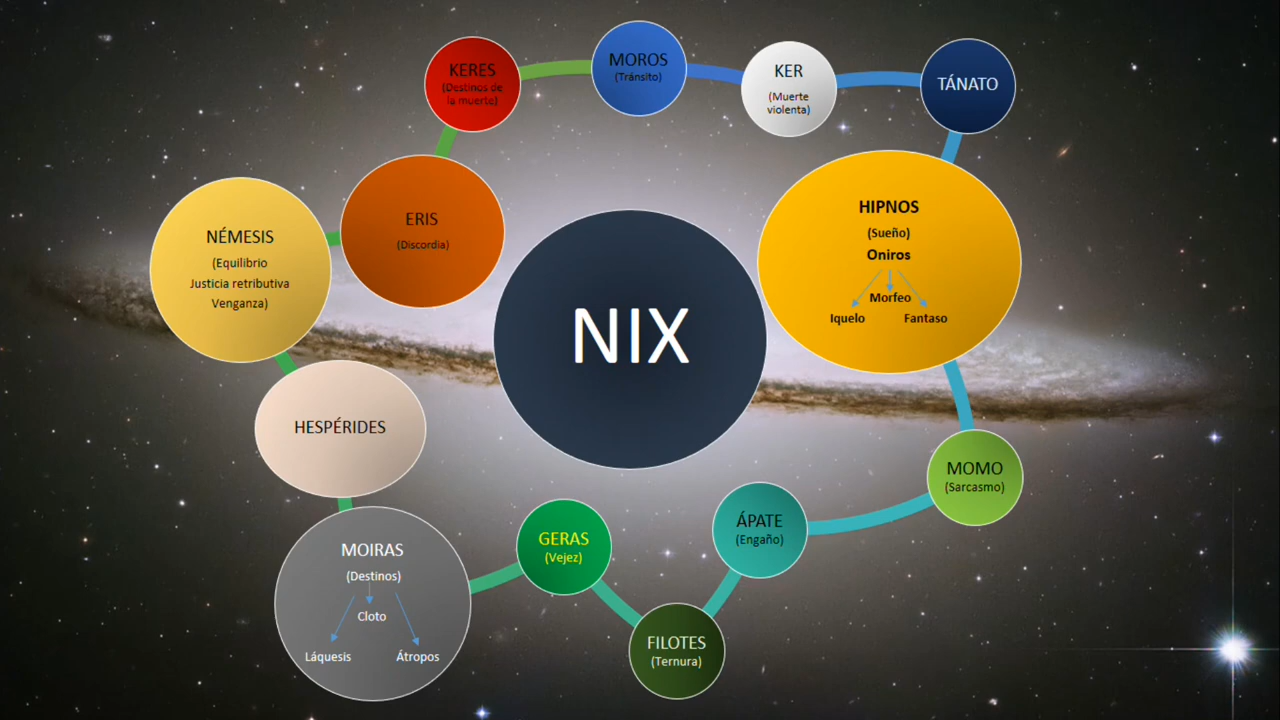 KERES
(Destinos de
la muerte)
MOROS
(Tránsito)
KER
(Muerte
violenta)
TÁNATO
NÉMESIS
(Equilibrio
Justicia retributiva
Venganza)
ERIS
(Discordia)
NIX
HIPNOS
(Sueño)
Oniros
Morfeo
Iquelo Fantaso
HESPÉRIDES
MOMO
(Sarcasmo)
MOIRAS
(Destinos)
Cloto
Láquesis Átropos
GERAS
(Vejez)
ÁPATE
(Engaño)
FILOTES
(Ternura)